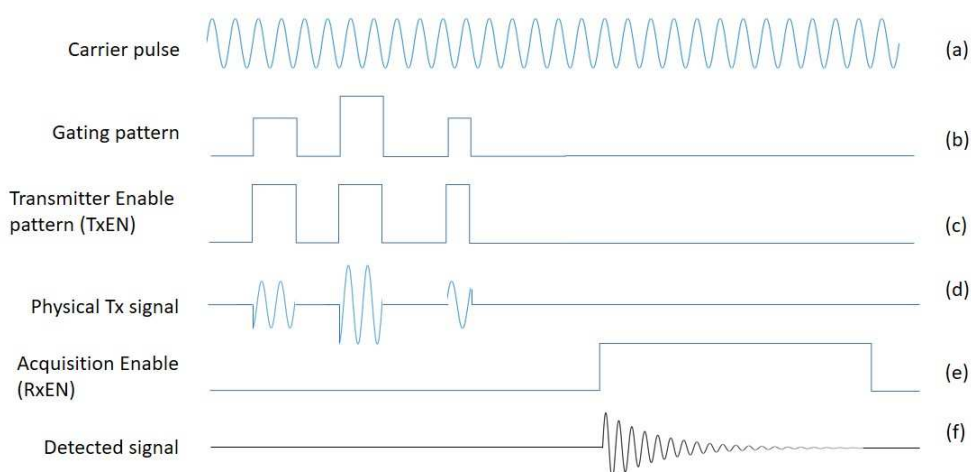 Carrier pulse
(a)
Gating pattern
(b)
Transmitter Enable
pattern (TxEN)
(c)
Physical Tx signal
(d)
Acquisition Enable
(RxEN)
(e)
Detected signal
(f)